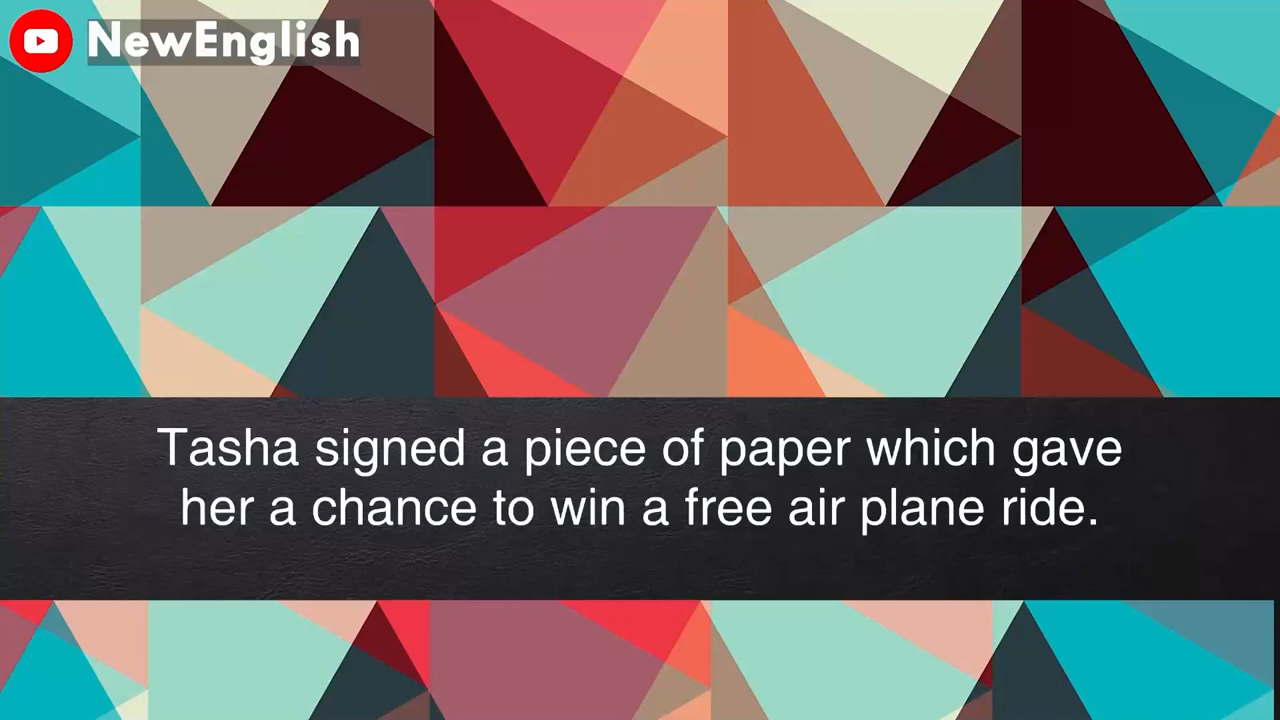 NewEnglish
Tasha signed a piece of paper which gave
her a chance to win a free air plane ride.